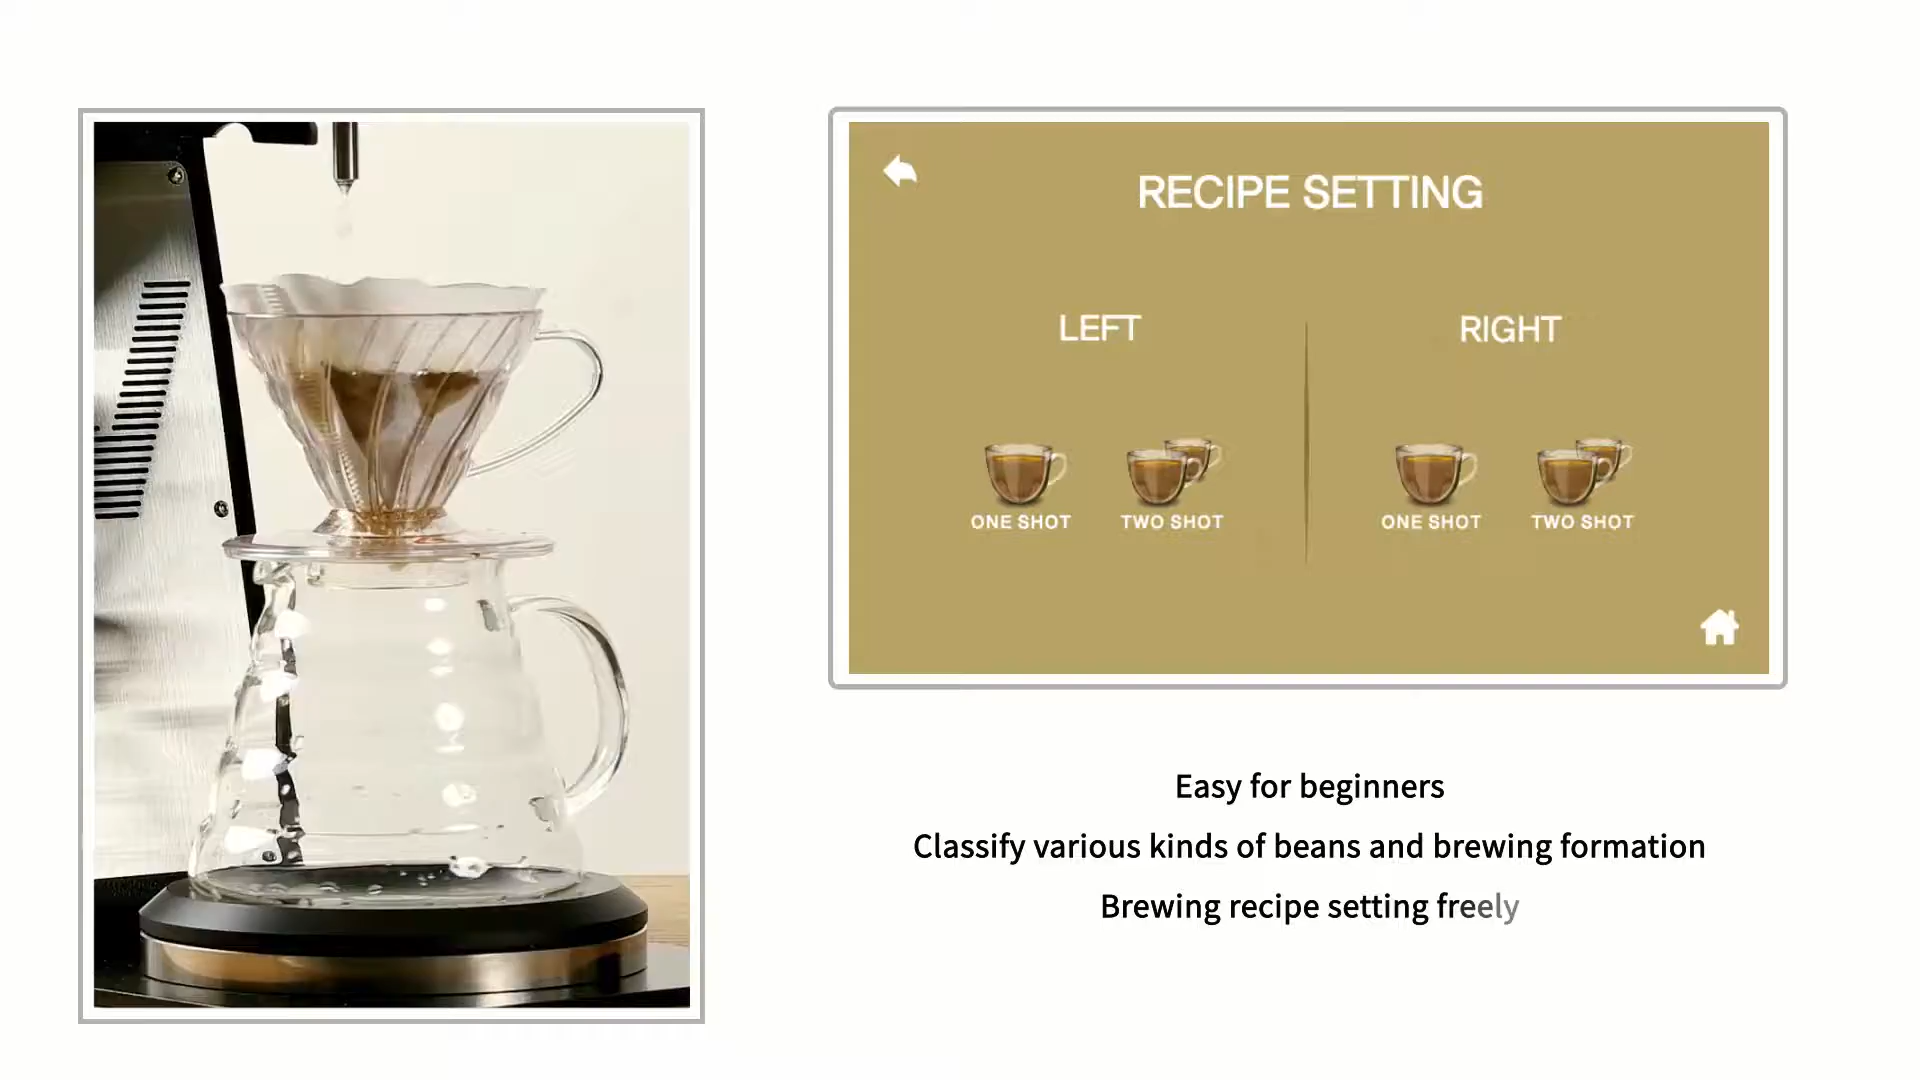 RECIPE SETTING
LEFT
RIGHT
ONE SHOT
TWO SHOT
ONE SHOT
TWO SHOT
Easy for beginners
Classify various kinds of beans and brewing formation
Brewing recipe setting freely